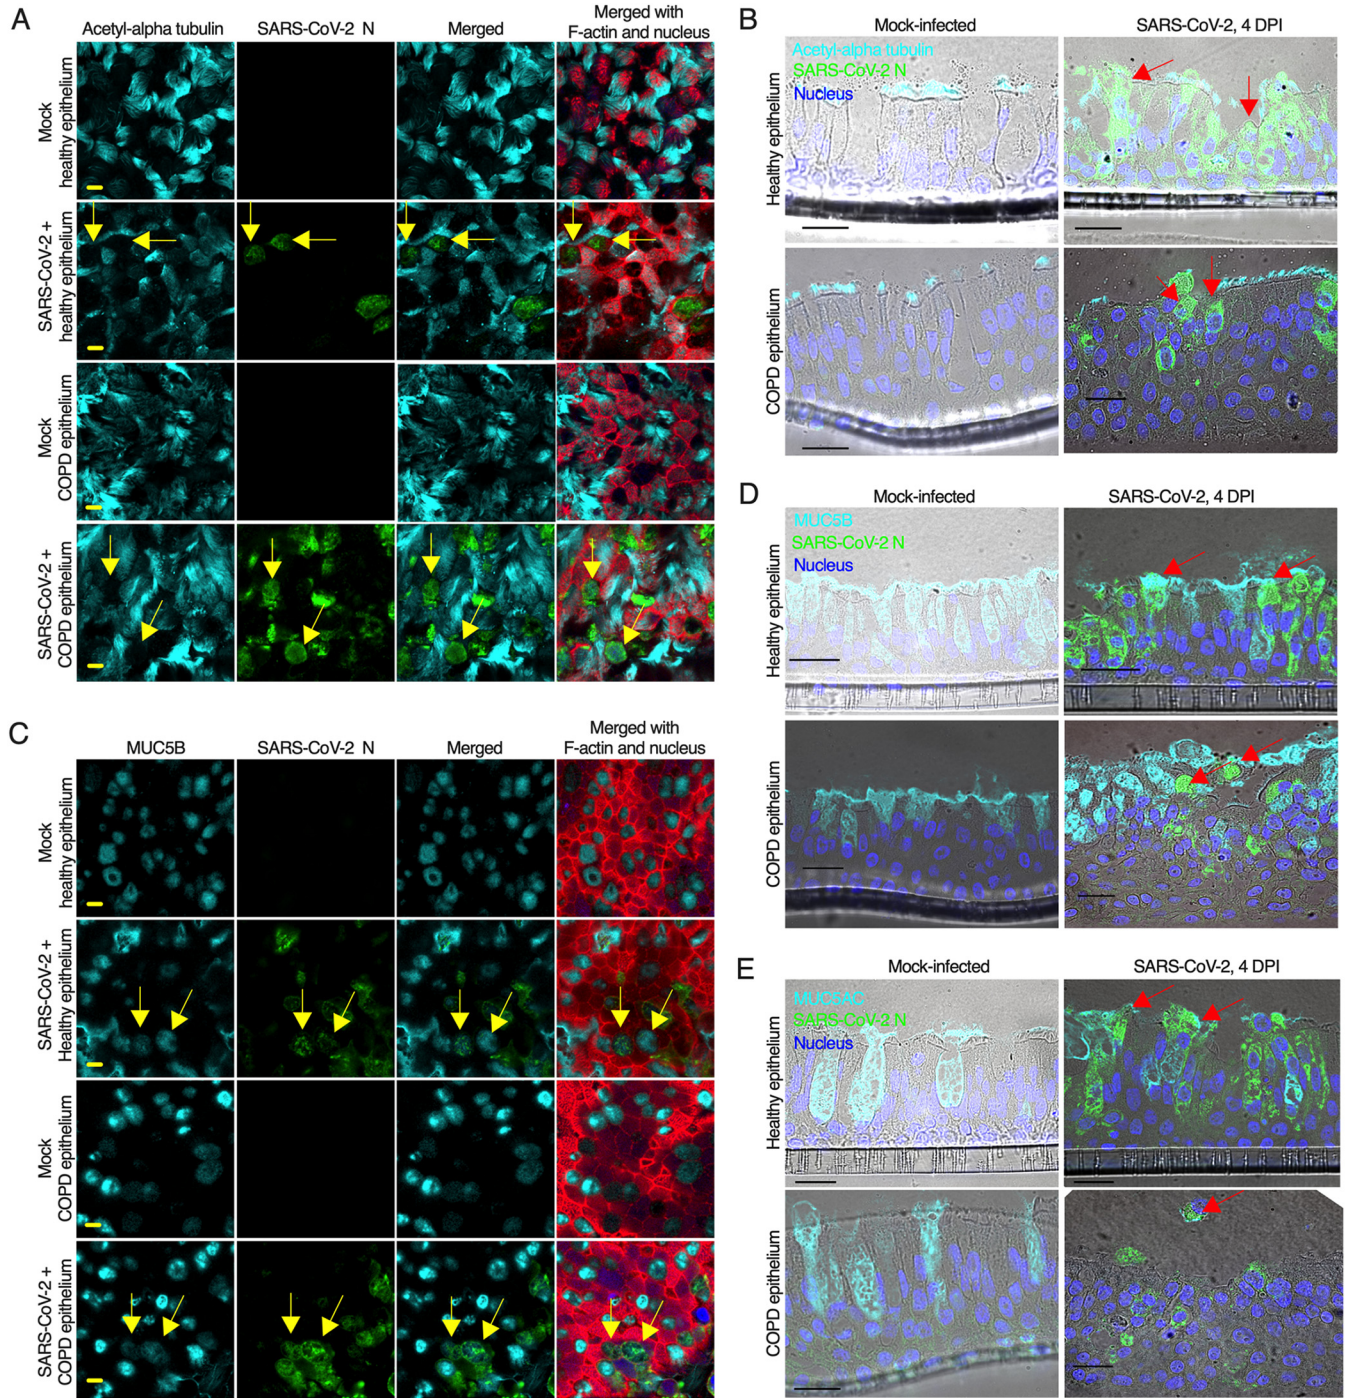 A
Acetyl-alpha tubulin
SARS-CoV-2 N
Merged
Merged with
F-actin and nucleus
Mock
healthy epithelium
SARS-CoV-2 +
healthy epithelium
Mock
COPD epithelium
SARS-CoV-2 +
COPD epithelium
B
Mock-infected
SARS-CoV-2, 4 DPI
Acetyl-alpha tubulin
SARS-CoV-2 N
Nucleus
Healthy epithelium
COPD epithelium
C
MUC5B
SARS-CoV-2 N
Merged
Merged with
F-actin and nucleus
Mock
healthy epithelium
SARS-CoV-2 +
Healthy epithelium
Mock
COPD epithelium
SARS-CoV-2 +
COPD epithelium
D
Mock-infected
SARS-CoV-2, 4 DPI
MUC5B
SARS-CoV-2 N
Nucleus
Healthy epithelium
COPD epithelium
E
Mock-infected
SARS-CoV-2, 4 DPI
MUC5AC
SARS-CoV-2 N
Nucleus
Healthy epithelium
COPD epithelium